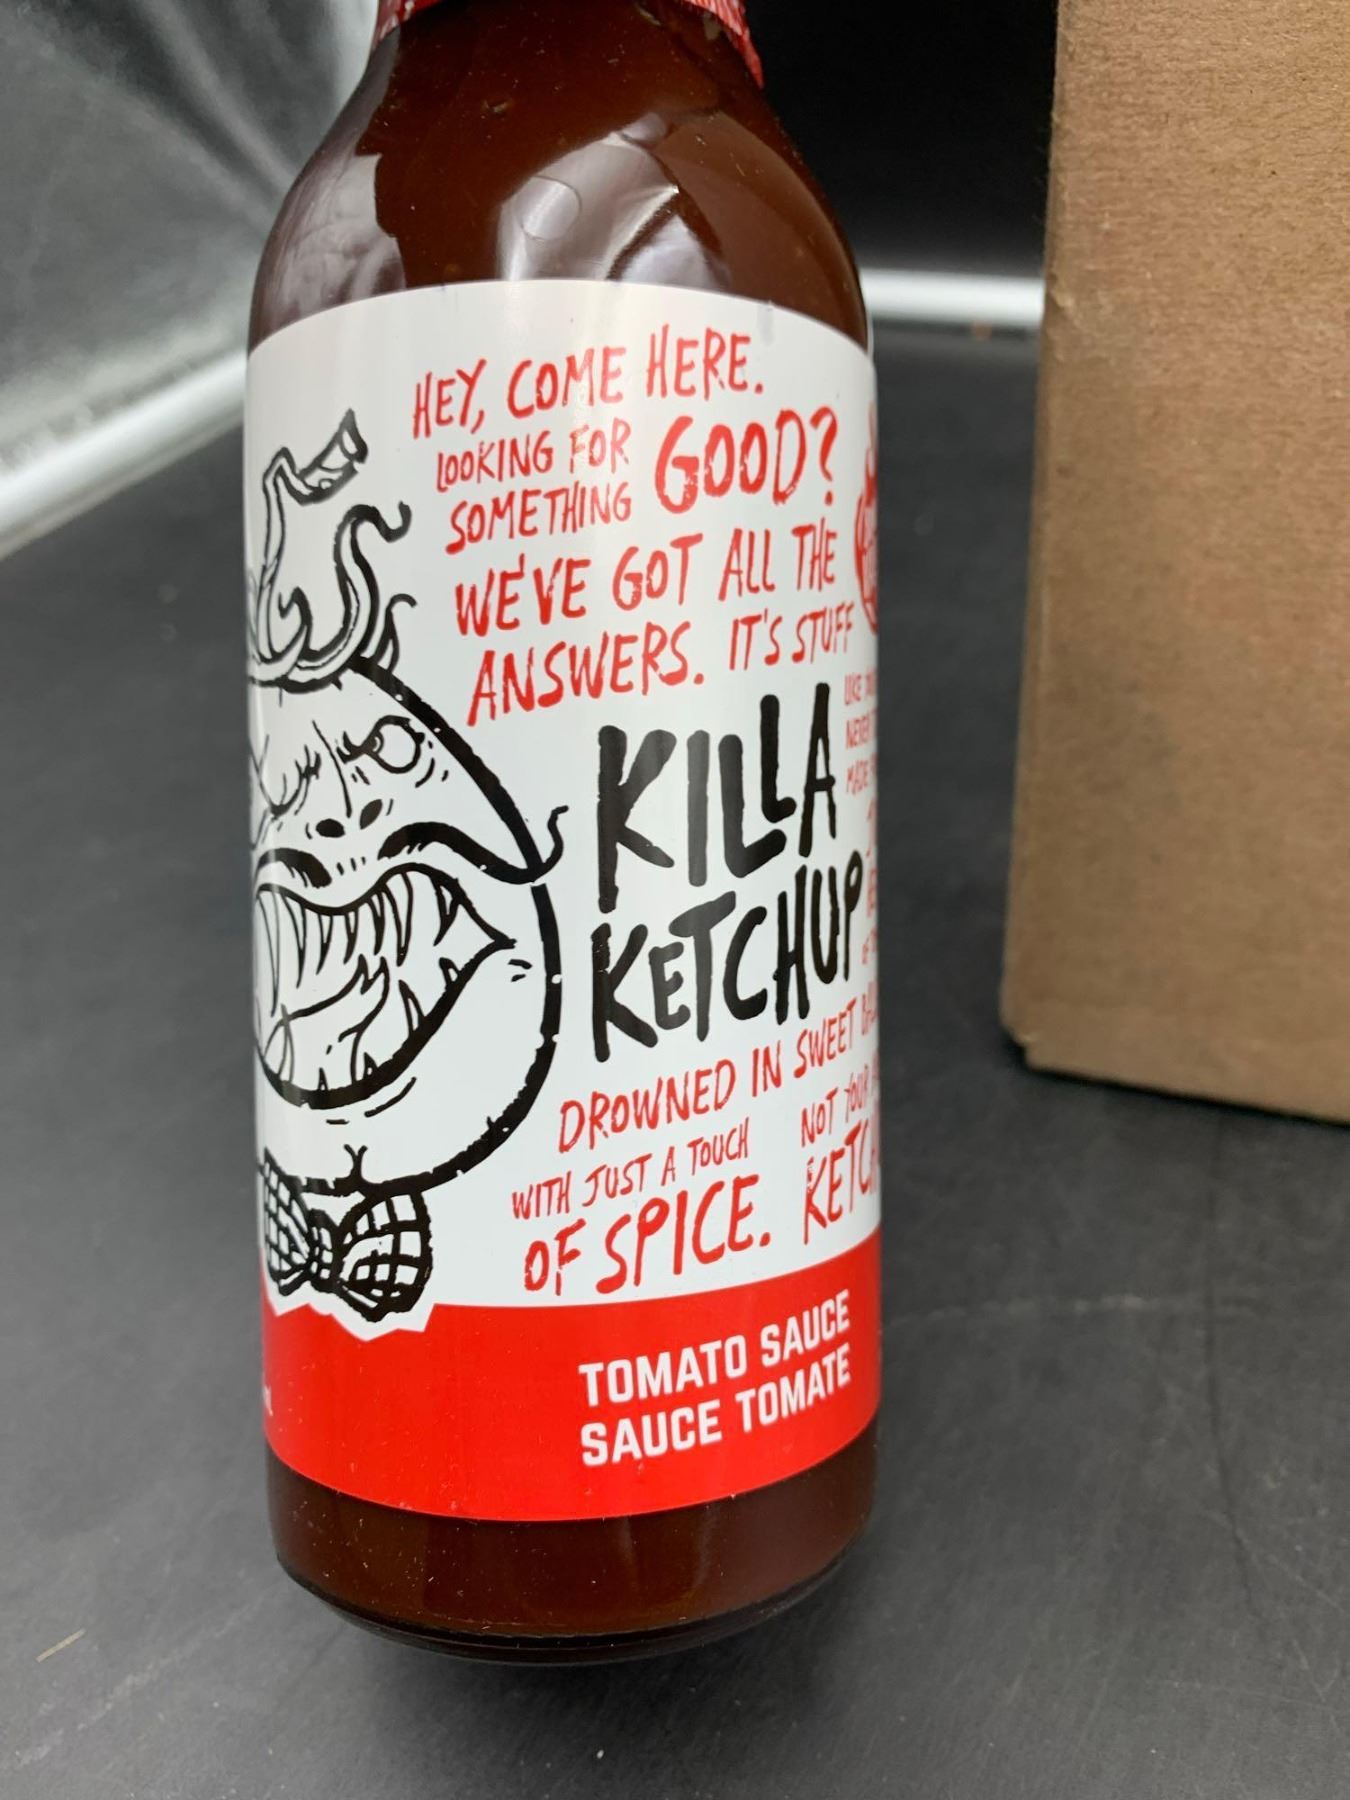 HEY, COME HERE.
LOOKING FOR
SOMETHING GOOD?
WE'VE GOT ALL THE
ANSWERS. IT'S STUFF
KILLA
KETCHUP
DROWNED IN SWEET
WITH JUST A TOUCH
OF SPICE.
NOT YOUR
TOMATO SAUCE
SAUCE TOMATE